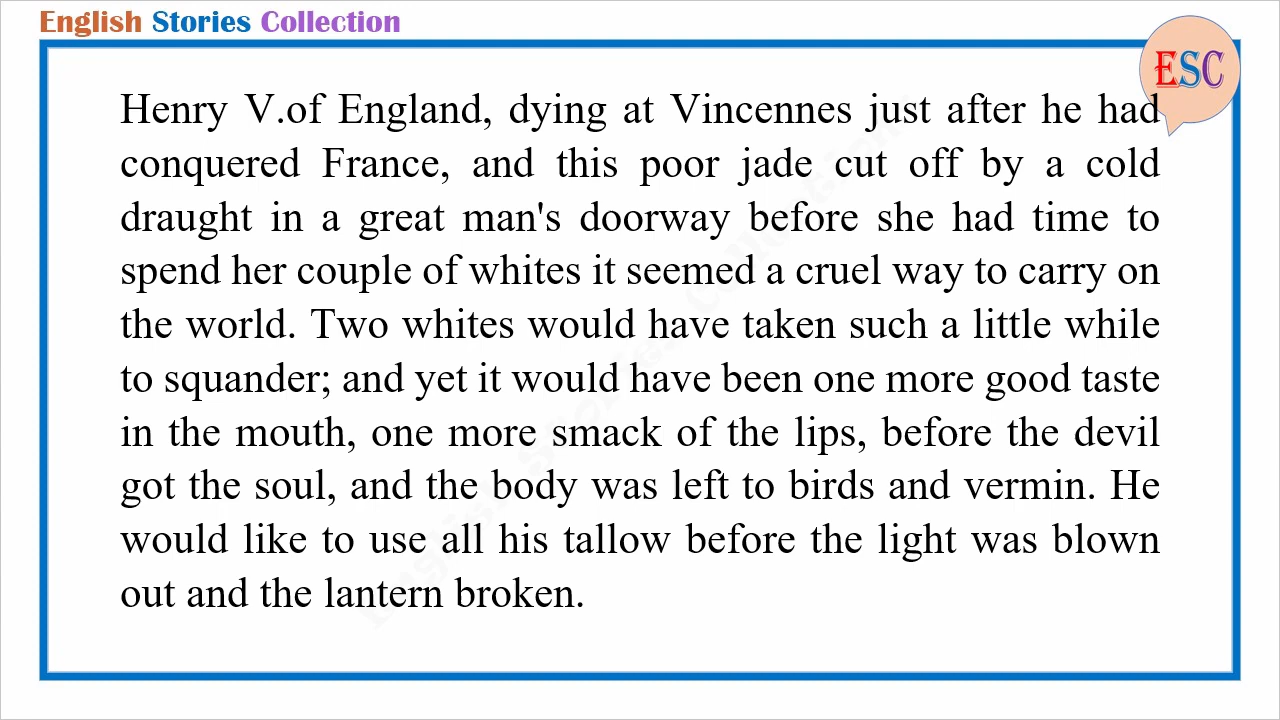 English Stories Collection
ESC
Henry V.of England, dying at Vincennes just after he had
conquered France, and this poor jade cut off by a cold
draught in a great man's doorway before she had time to
spend her couple of whites it seemed a cruel way to carry on
the world. Two whites would have taken such a little while
to squander; and yet it would have been one more good taste
in the mouth, one more smack of the lips, before the devil
got the soul, and the body was left to birds and vermin. He
would like to use all his tallow before the light was blown
out and the lantern broken.